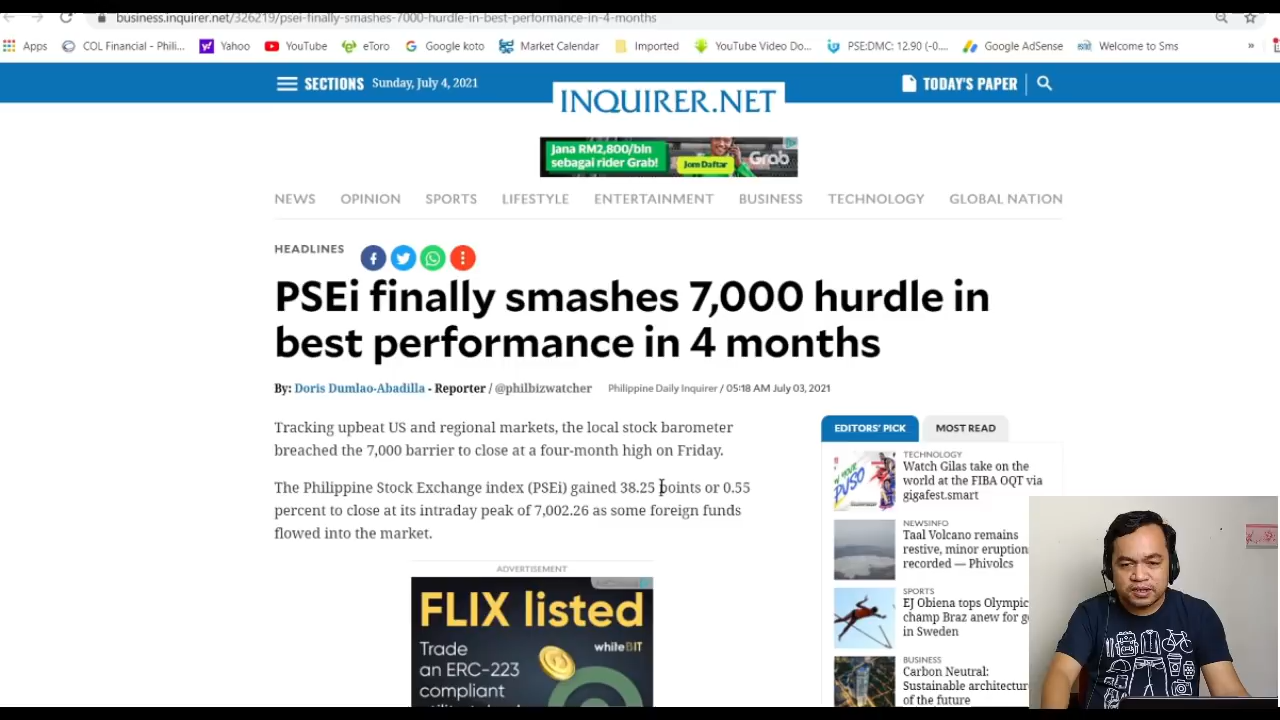 business.inquirer.net/326219/psei-finally-smashes-7000-hurdle-in-best-performance-in-4-months
Apps COL Financial - Phili... Yahoo YouTube eToro Google koto Market Calendar Imported YouTube Video Do... PSE:DMC: 12.90 (-0.... Google AdSense Welcome to Sms »
SECTIONS Sunday, July 4, 2021
INQUIRER.NET
TODAY'S PAPER
Jana RM2,800/bln
sebagai rider Grab!
Jom Daftar
Grab
NEWS OPINION SPORTS LIFESTYLE ENTERTAINMENT BUSINESS TECHNOLOGY GLOBAL NATION
HEADLINES
PSEi finally smashes 7,000 hurdle in
best performance in 4 months
By: Doris Dumlao-Abadilla - Reporter / @philbizwatcher Philippine Daily Inquirer / 05:18 AM July 03, 2021
Tracking upbeat US and regional markets, the local stock barometer
breached the 7,000 barrier to close at a four-month high on Friday.
The Philippine Stock Exchange index (PSEi) gained 38.25 points or 0.55
percent to close at its intraday peak of 7,002.26 as some foreign funds
flowed into the market.
ADVERTISEMENT
FLIX listed
whileBIT
Trade
an ERC-223
compliant
EDITORS' PICK MOST READ
PUSO
TECHNOLOGY
Watch Gilas take on the
world at the FIBA OQT via
gigafest.smart
NEWSINFO
Taal Volcano remains
restive, minor eruption
recorded — Phivolcs
SPORTS
EJ Obiena tops Olympic
champ Braz anew for g
in Sweden
BUSINESS
Carbon Neutral:
Sustainable architectur
of the future